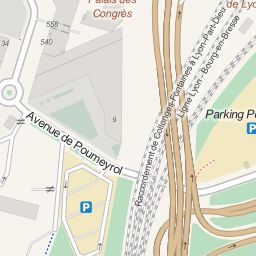 Palais des
Congrès
de Lyo
558
540
34
9
Avenue de Poumeyrol
Raccordement de Collonges-Fontaines à Lyon-Part-Dieu
Ligne Lyon - Bourg-en-Bresse
Parking Po
P
P